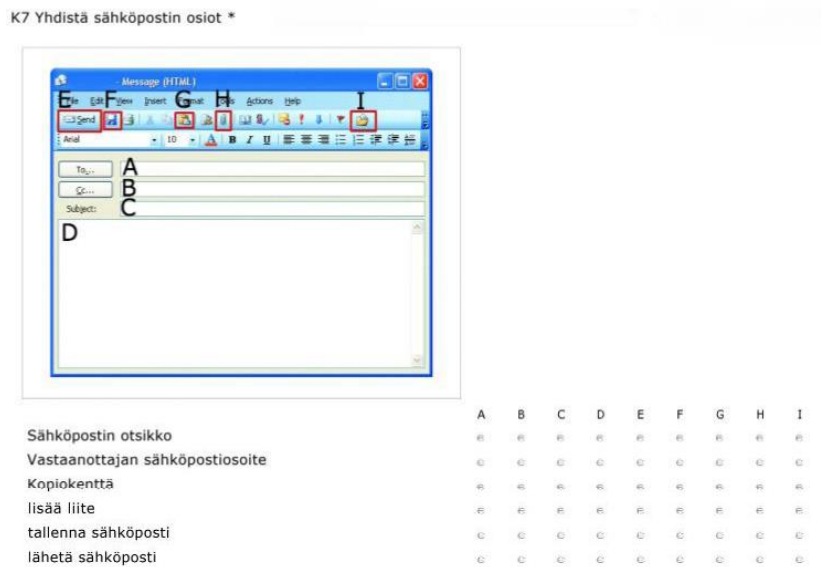 K7 Yhdistä sähköpostin osiot *
- Message (HTML)
E File Edit F View Insert G Format H Tools Actions Help I
Send
Arial 10 A B I U
To... A
Cc... B
Subject: C
D
A B C D E F G H I
Sähköpostin otsikko
Vastaanottajan sähköpostiosoite
Kopiokenttä
lisää liite
tallenna sähköposti
lähetä sähköposti